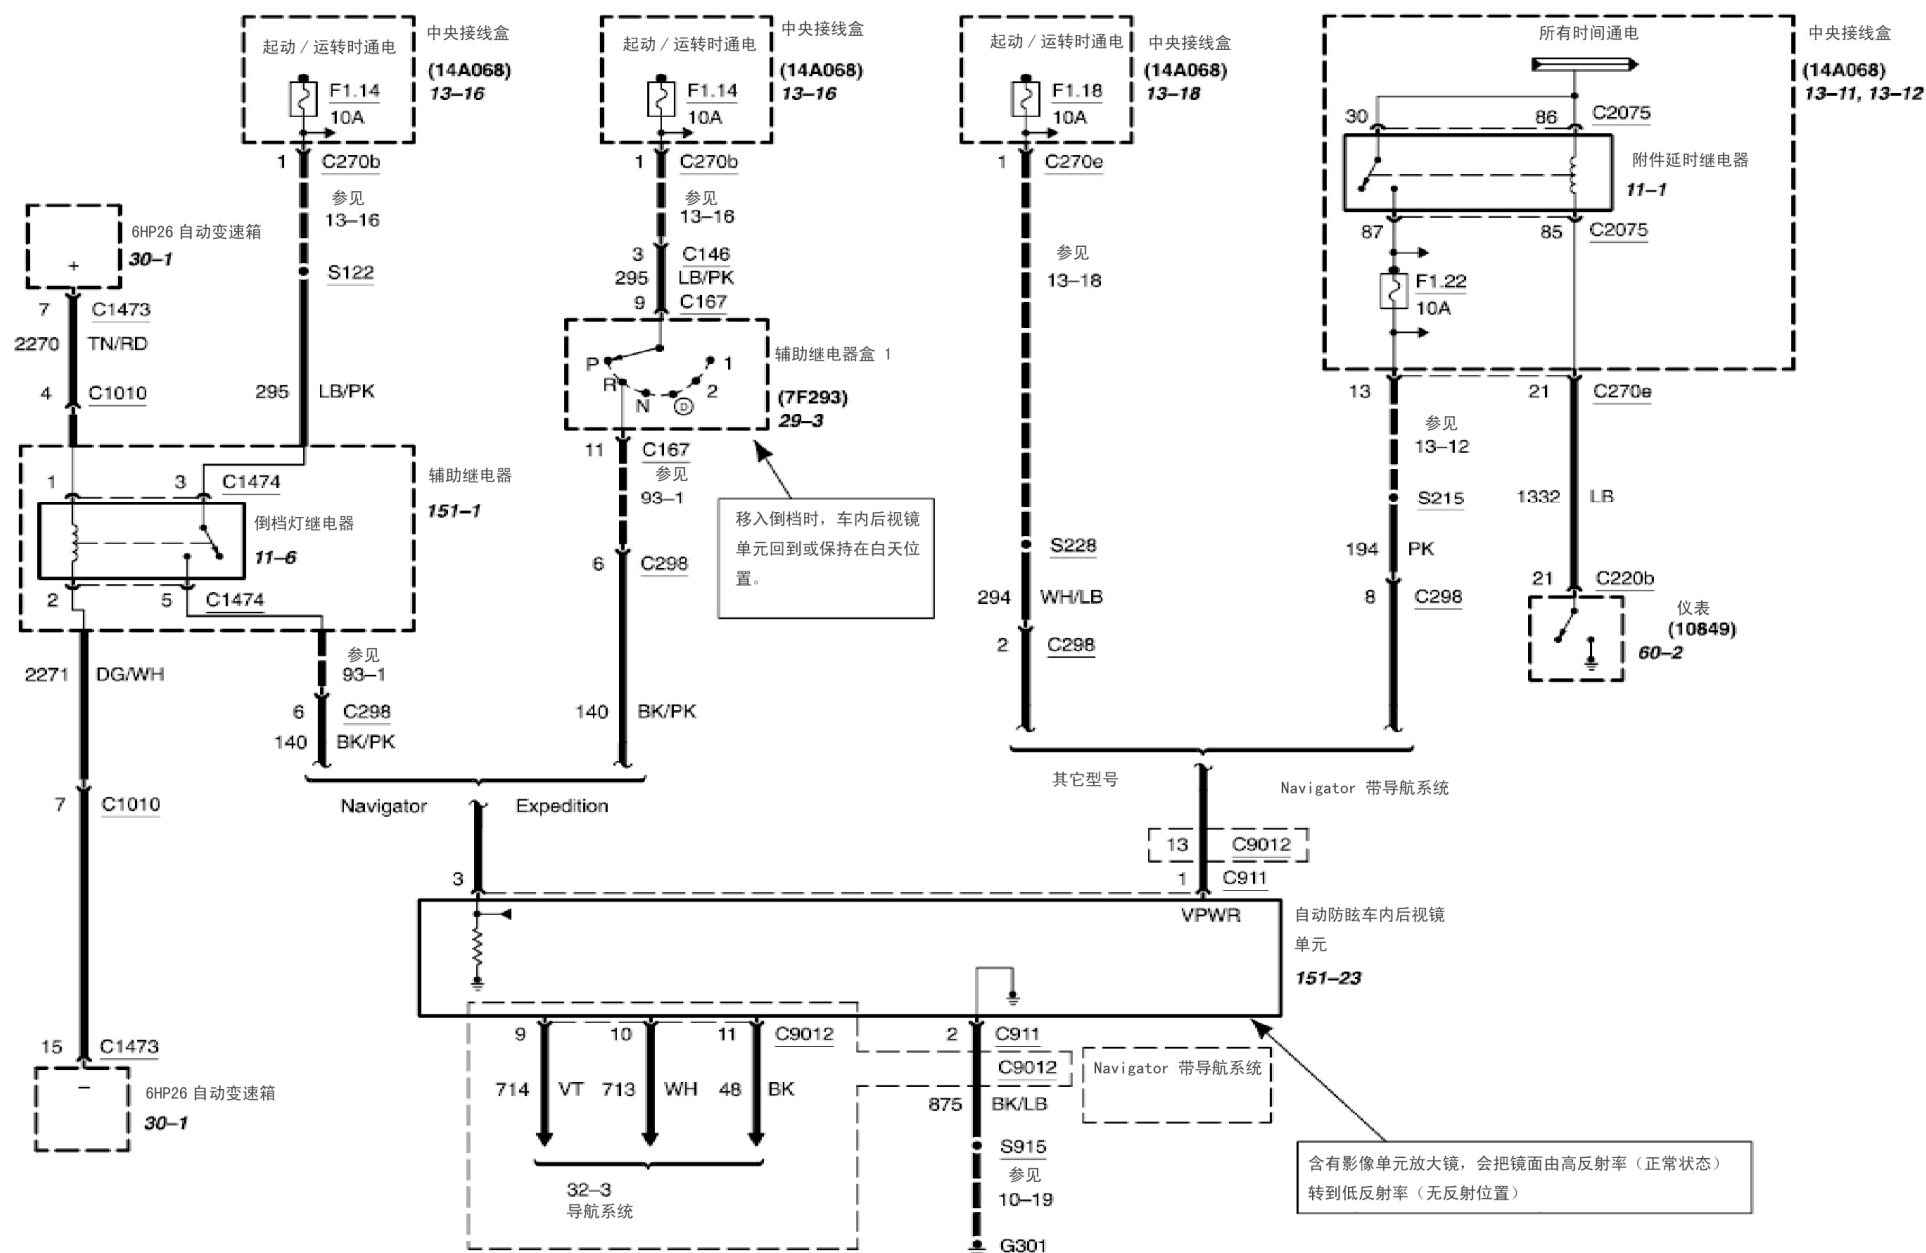 起动/运转时通电
F1.14
10A
中央接线盒
(14A068)
13–16
1
C270b
参见
13–16
S122
295
LB/PK
6HP26 自动变速箱
30–1
+
7
C1473
2270
TN/RD
4
C1010
1
3
C1474
倒档灯继电器
11–6
辅助继电器
151–1
2
5
C1474
2271
DG/WH
参见
93–1
6
C298
140
BK/PK
7
C1010
15
C1473
–
6HP26 自动变速箱
30–1
起动/运转时通电
F1.14
10A
中央接线盒
(14A068)
13–16
1
C270b
参见
13–16
3
C146
295
LB/PK
9
C167
P
R
N
D
2
1
辅助继电器盒 1
(7F293)
29–3
11
C167
参见
93–1
移入倒档时，车内后视镜
单元回到或保持在白天位
置。
6
C298
140
BK/PK
Navigator
Expedition
起动/运转时通电
F1.18
10A
中央接线盒
(14A068)
13–18
1
C270e
参见
13–18
S228
294
WH/LB
2
C298
所有时间通电
中央接线盒
(14A068)
13–11, 13–12
30
86
C2075
附件延时继电器
11–1
87
85
C2075
F1.22
10A
13
21
C270e
参见
13–12
S215
1332
LB
194
PK
8
C298
21
C220b
仪表
(10849)
60–2
其它型号
Navigator 带导航系统
13
C9012
3
1
C911
VPWR
自动防眩车内后视镜
单元
151–23
9
10
11
C9012
2
C911
C9012
Navigator 带导航系统
714
VT
713
WH
48
BK
875
BK/LB
32–3
导航系统
S915
参见
10–19
G301
含有影像单元放大镜，会把镜面由高反射率（正常状态）
转到低反射率（无反射位置）